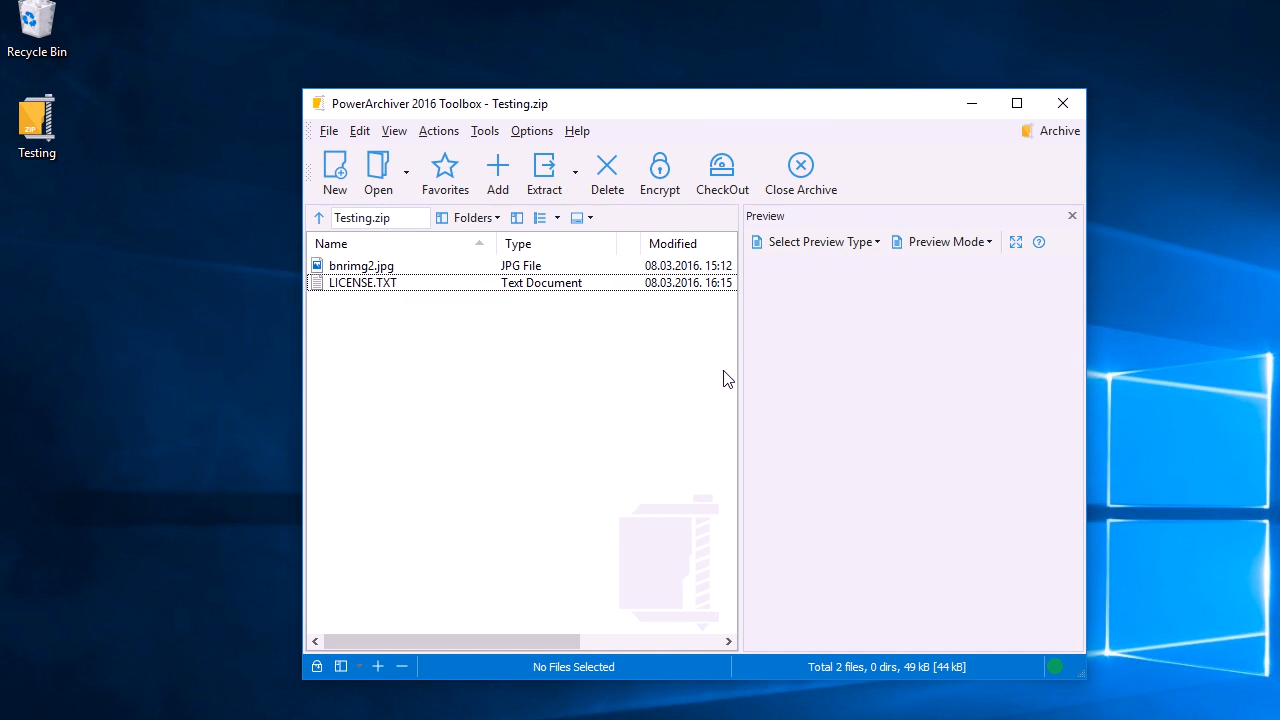 Recycle Bin
ZIP
Testing
PowerArchiver 2016 Toolbox - Testing.zip
File Edit View Actions Tools Options Help Archive
New Open Favorites Add Extract Delete Encrypt CheckOut Close Archive
Testing.zip Folders
Preview
Select Preview Type Preview Mode
Name Type Modified
bnrimg2.jpg JPG File 08.03.2016. 15:12
LICENSE.TXT Text Document 08.03.2016. 16:15
No Files Selected Total 2 files, 0 dirs, 49 kB [44 kB]